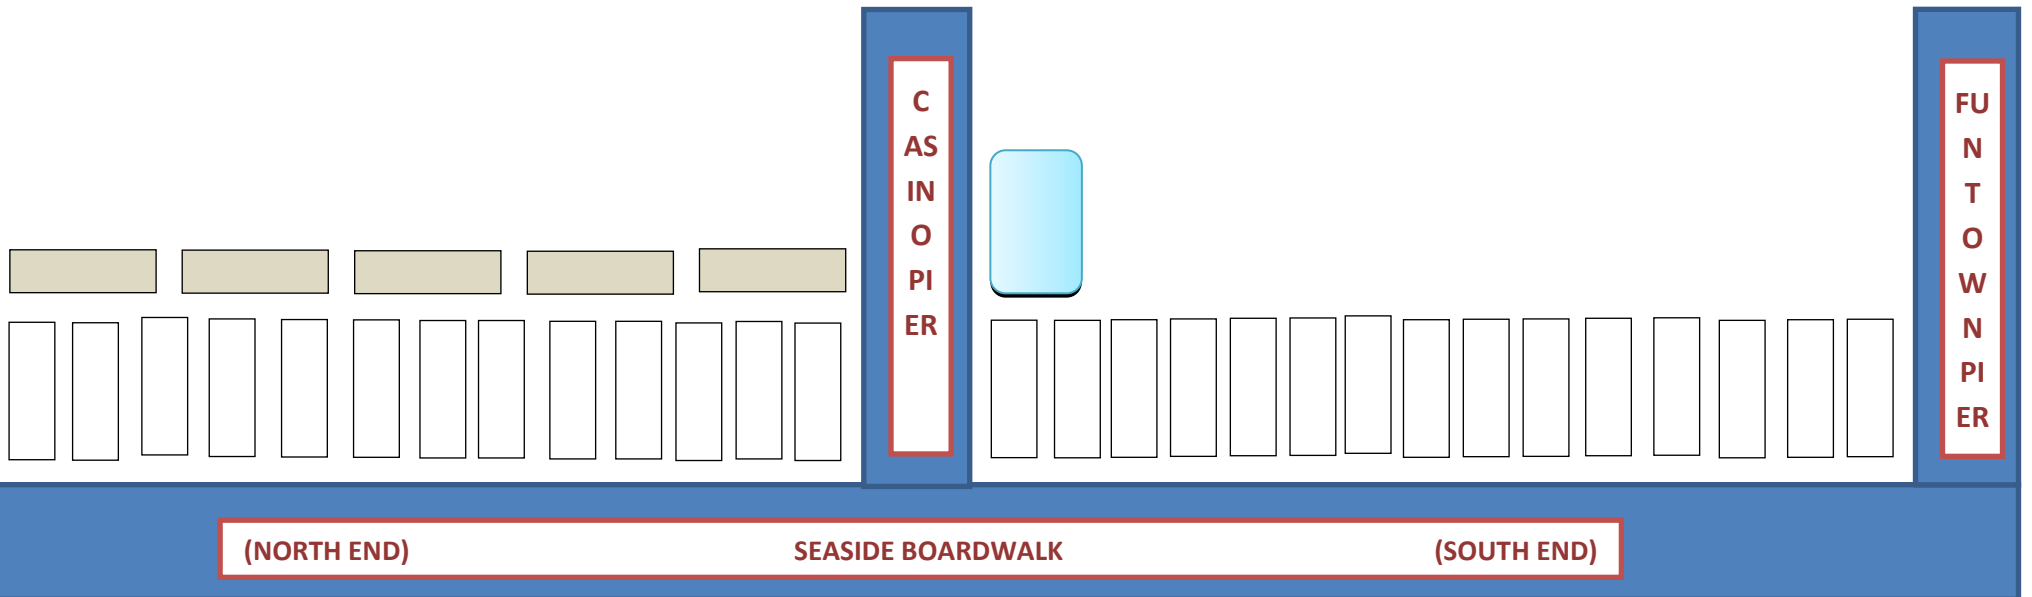 C
AS
IN
O
PI
ER
FU
N
T
O
W
N
PI
ER
(NORTH END) SEASIDE BOARDWALK (SOUTH END)